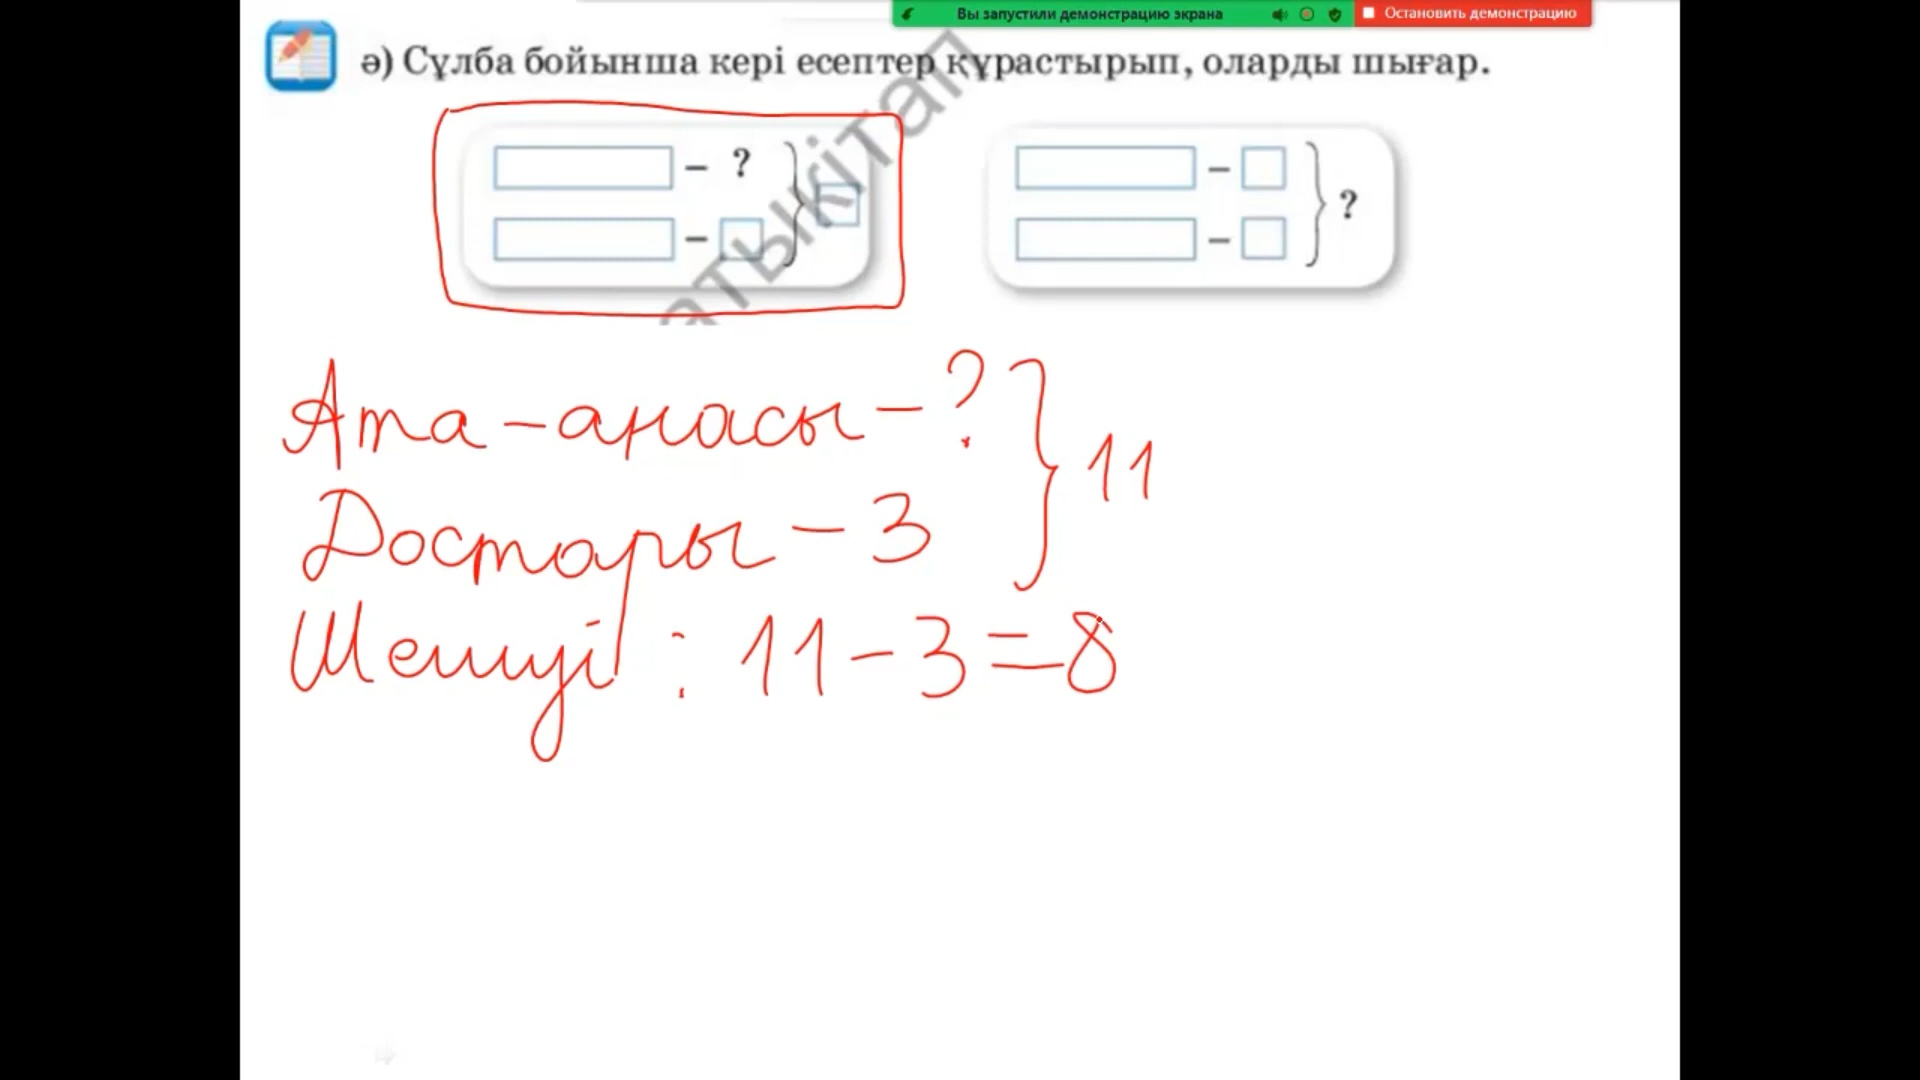 Вы запустили демонстрацию экрана
Остановить демонстрацию
ә) Сұлба бойынша кері есептер құрастырып, оларды шығар.
– ?
–
–
–
?
Ата-анасы – ? } 11
Достары – 3
Шешуі : 11 – 3 = 8